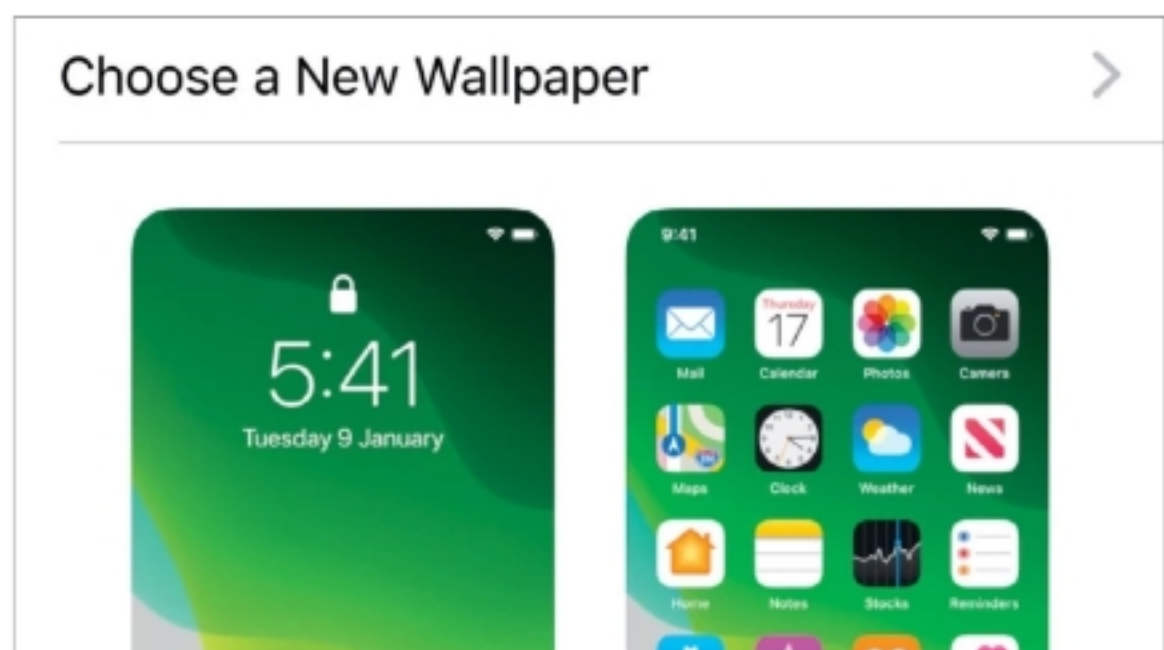 Choose a New Wallpaper
5:41
Tuesday 9 January
9:41
Thursday
17
Mail Calendar Photos Camera
Maps Clock Weather News
Home Notes Stocks Reminders